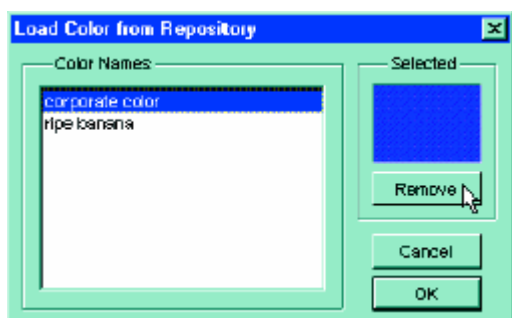 Load Color from Repository
Color Names
corporate color
ripe banana
Selected
Remove
Cancel
OK